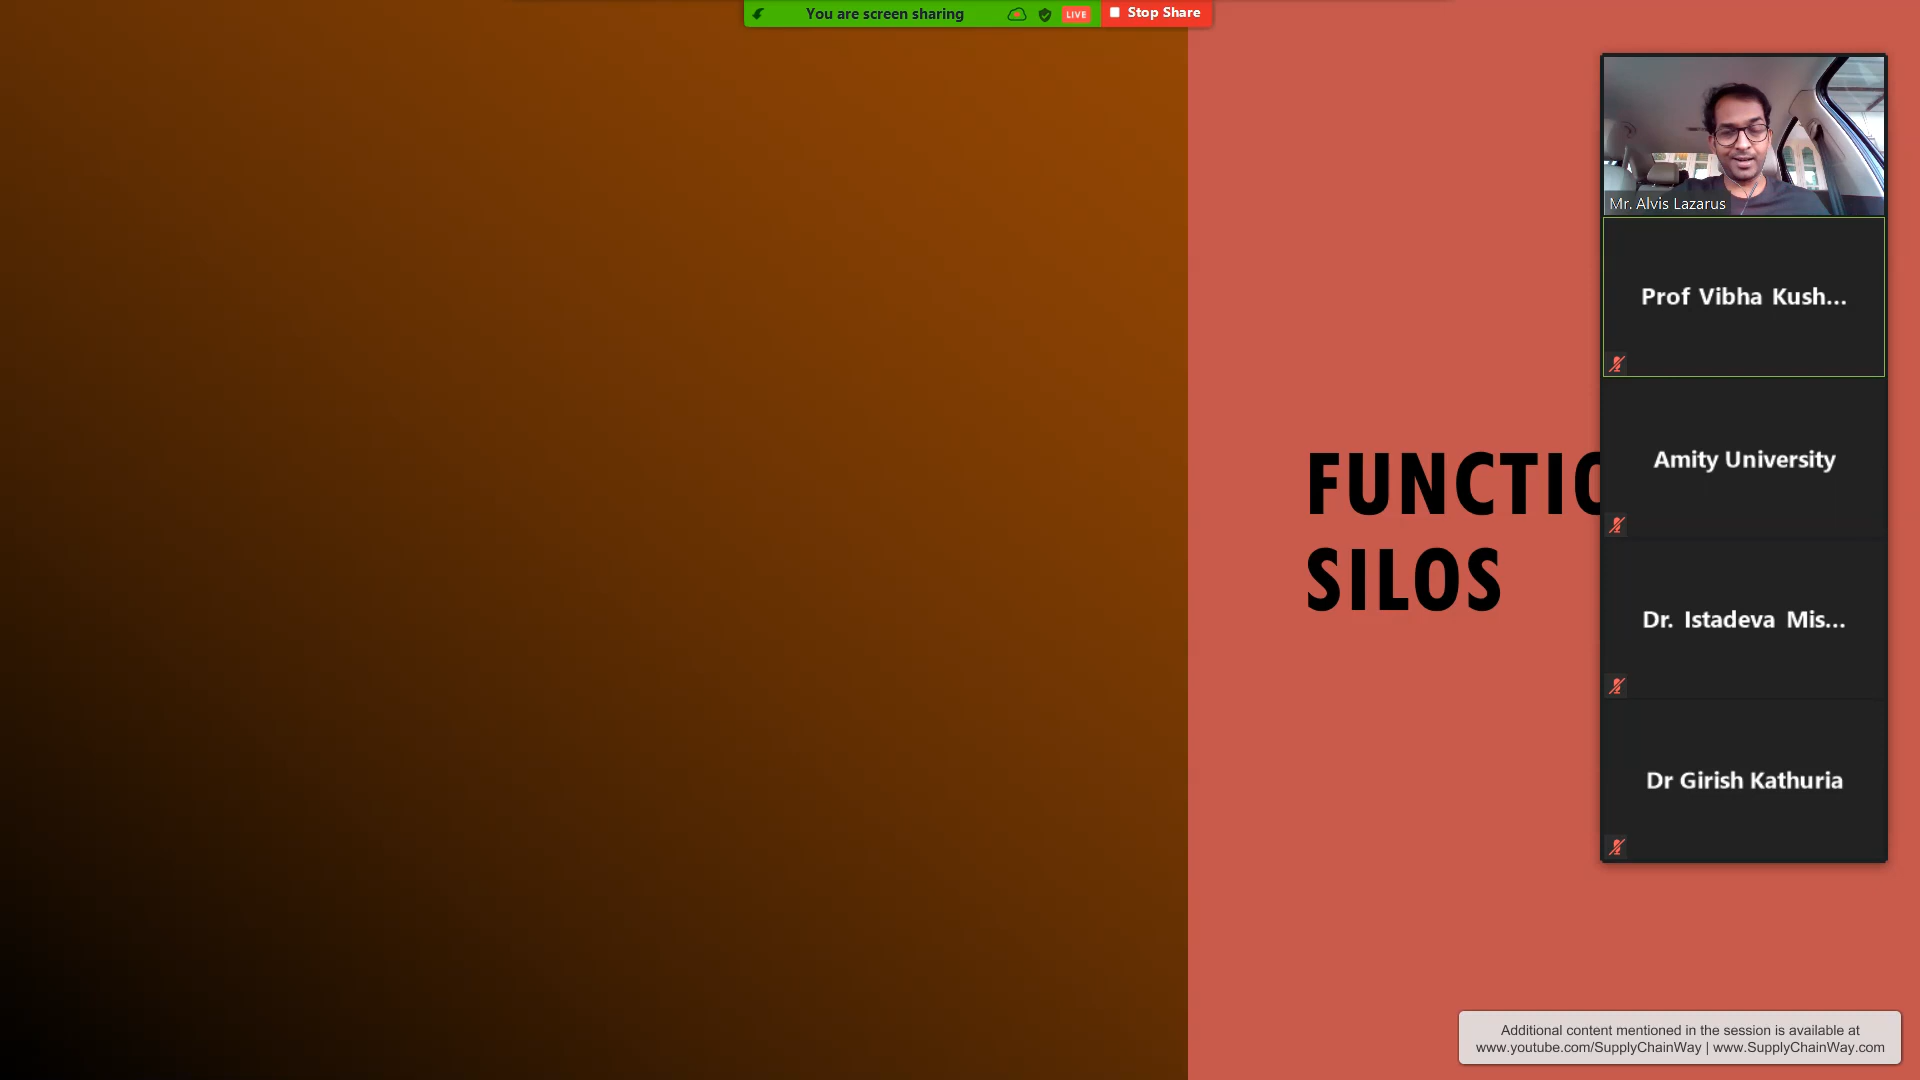 You are screen sharing
LIVE
Stop Share
Mr. Alvis Lazarus
Prof Vibha Kush...
Amity University
FUNCTIO
SILOS
Dr. Istadeva Mis...
Dr Girish Kathuria
Additional content mentioned in the session is available at
www.youtube.com/SupplyChainWay | www.SupplyChainWay.com